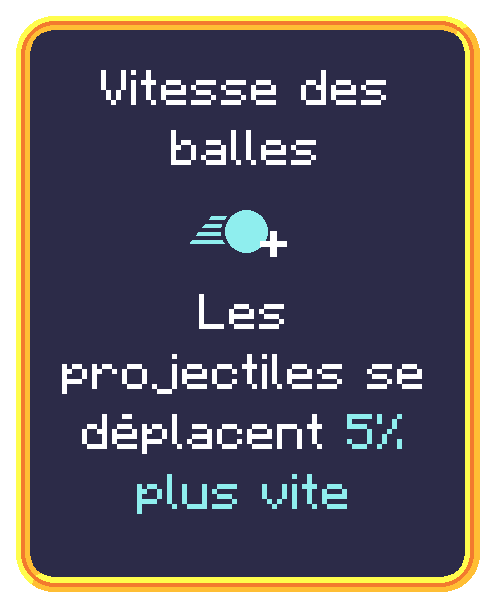 Vitesse des
balles
Les
projectiles se
déplacent 5%
plus vite